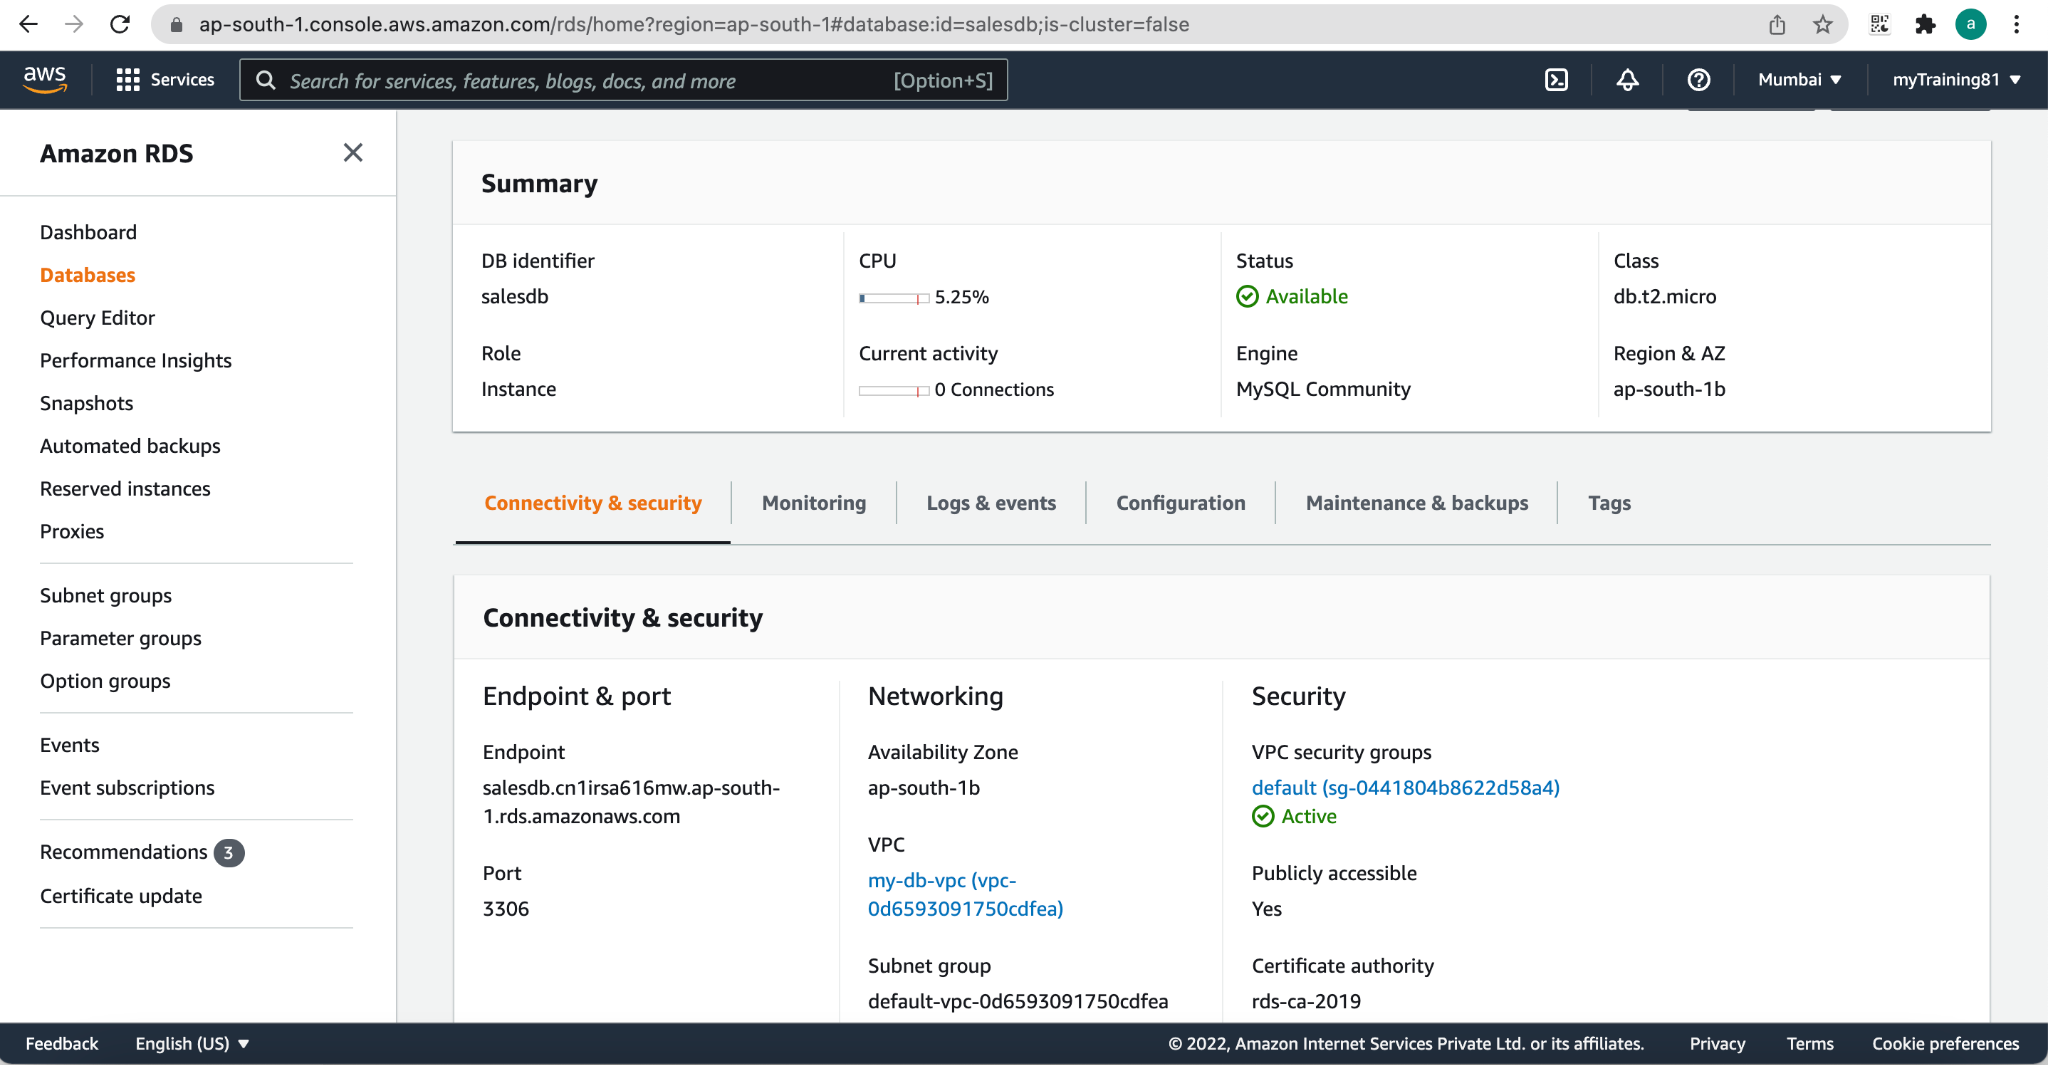 ap-south-1.console.aws.amazon.com/rds/home?region=ap-south-1#database:id=salesdb;is-cluster=false
a
aws
Services
Search for services, features, blogs, docs, and more
[Option+S]
Mumbai ▼
myTraining81 ▼
Amazon RDS
Dashboard
Databases
Query Editor
Performance Insights
Snapshots
Automated backups
Reserved instances
Proxies
Subnet groups
Parameter groups
Option groups
Events
Event subscriptions
Recommendations 3
Certificate update
Summary
DB identifier
salesdb
CPU
5.25%
Status
Available
Class
db.t2.micro
Role
Instance
Current activity
0 Connections
Engine
MySQL Community
Region & AZ
ap-south-1b
Connectivity & security
Monitoring
Logs & events
Configuration
Maintenance & backups
Tags
Connectivity & security
Endpoint & port
Endpoint
salesdb.cn1irsa616mw.ap-south-
1.rds.amazonaws.com
Port
3306
Networking
Availability Zone
ap-south-1b
VPC
my-db-vpc (vpc-
0d6593091750cdfea)
Subnet group
default-vpc-0d6593091750cdfea
Security
VPC security groups
default (sg-0441804b8622d58a4)
Active
Publicly accessible
Yes
Certificate authority
rds-ca-2019
Feedback
English (US) ▼
© 2022, Amazon Internet Services Private Ltd. or its affiliates.
Privacy
Terms
Cookie preferences